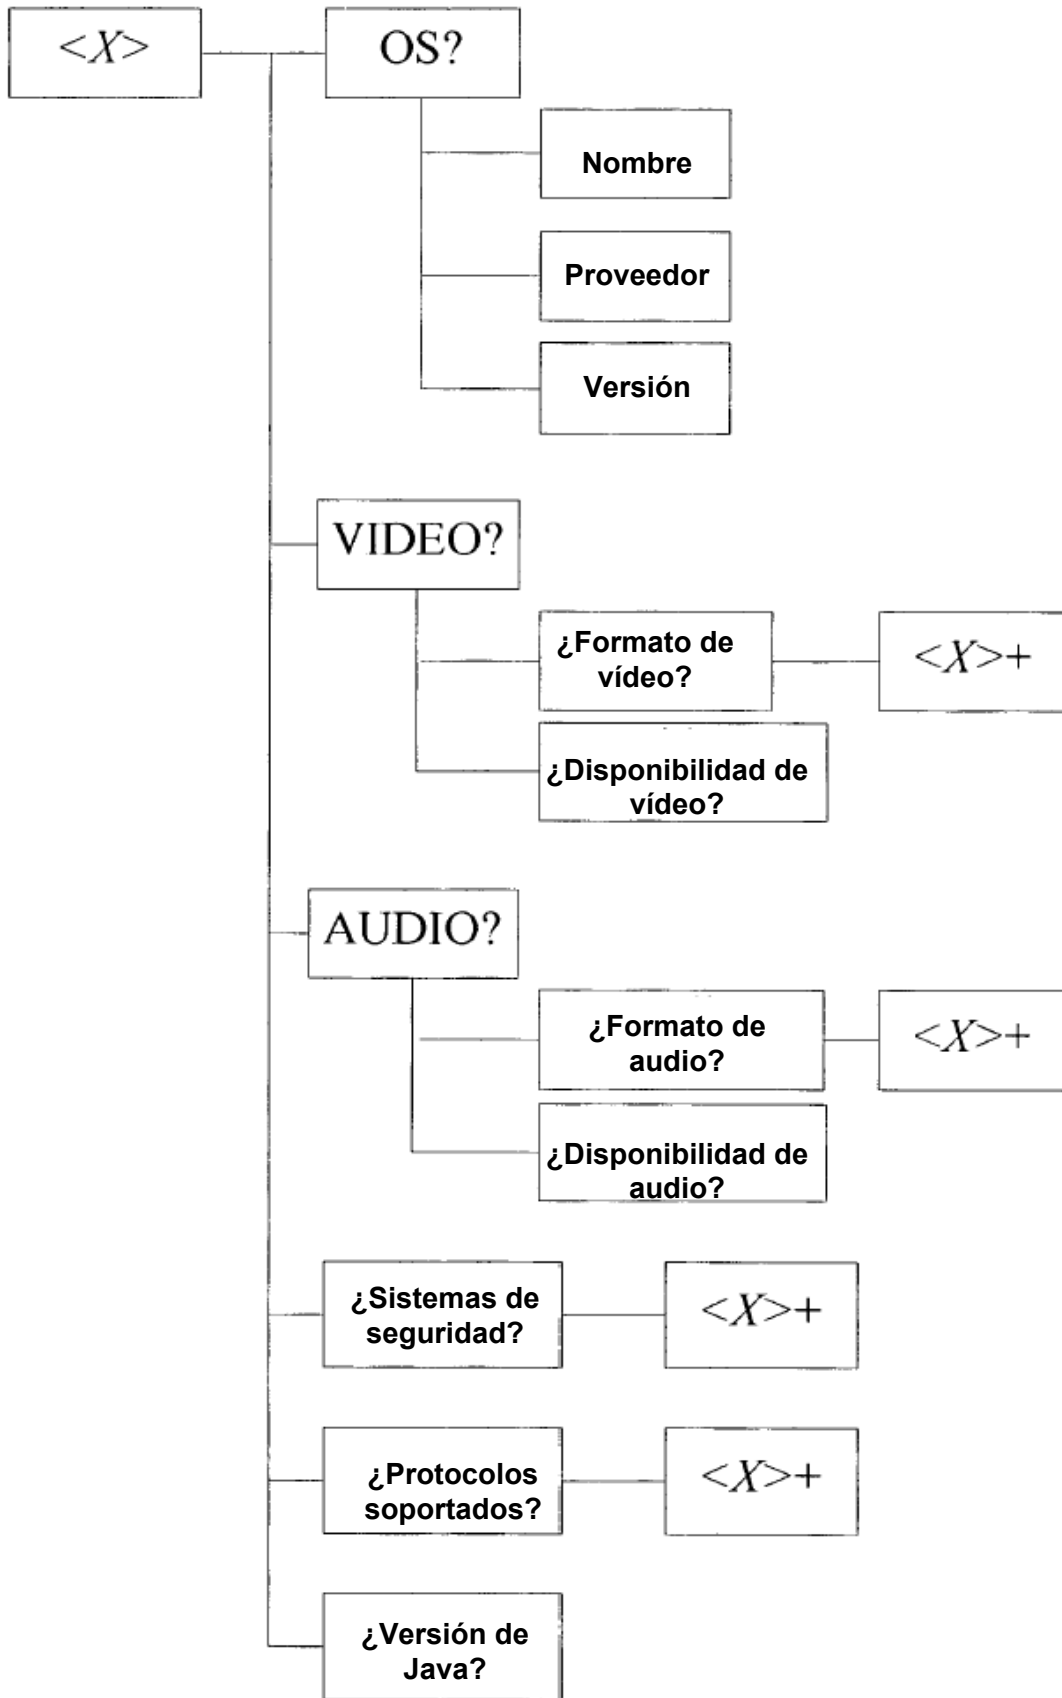 <X>
OS?
Nombre
Proveedor
Versión
VIDEO?
¿Formato de
vídeo?
<X>+
¿Disponibilidad de
vídeo?
AUDIO?
¿Formato de
audio?
<X>+
¿Disponibilidad de
audio?
¿Sistemas de
seguridad?
<X>+
¿Protocolos
soportados?
<X>+
¿Versión de
Java?